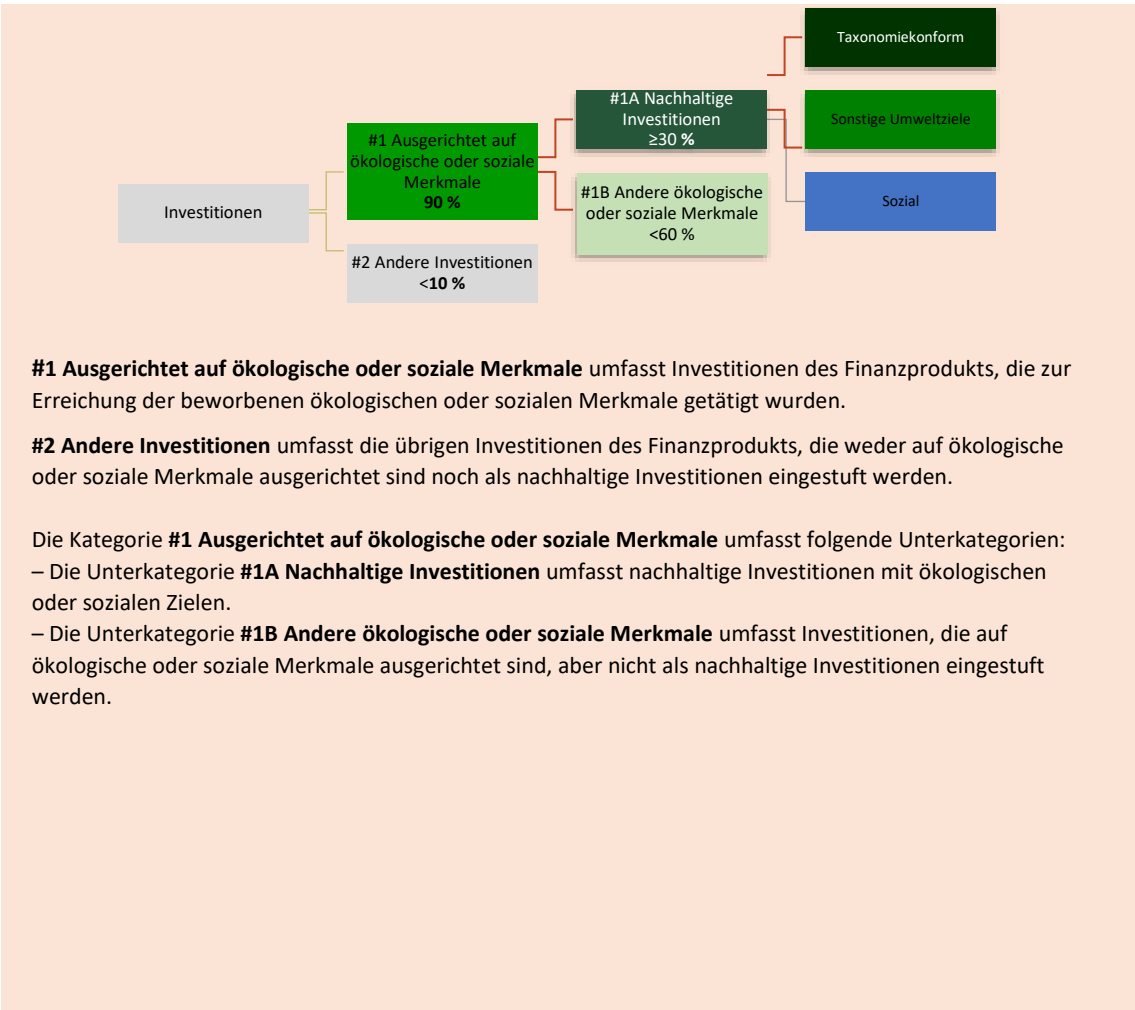 Taxonomiekonform
#1A Nachhaltige
Investitionen
≥30 %
Sonstige Umweltziele
#1 Ausgerichtet auf
ökologische oder soziale
Merkmale
90 %
#1B Andere ökologische
oder soziale Merkmale
<60 %
Sozial
Investitionen
#2 Andere Investitionen
<10 %
#1 Ausgerichtet auf ökologische oder soziale Merkmale umfasst Investitionen des Finanzprodukts, die zur
Erreichung der beworbenen ökologischen oder sozialen Merkmale getätigt wurden.
#2 Andere Investitionen umfasst die übrigen Investitionen des Finanzprodukts, die weder auf ökologische
oder soziale Merkmale ausgerichtet sind noch als nachhaltige Investitionen eingestuft werden.
Die Kategorie #1 Ausgerichtet auf ökologische oder soziale Merkmale umfasst folgende Unterkategorien:
– Die Unterkategorie #1A Nachhaltige Investitionen umfasst nachhaltige Investitionen mit ökologischen
oder sozialen Zielen.
– Die Unterkategorie #1B Andere ökologische oder soziale Merkmale umfasst Investitionen, die auf
ökologische oder soziale Merkmale ausgerichtet sind, aber nicht als nachhaltige Investitionen eingestuft
werden.